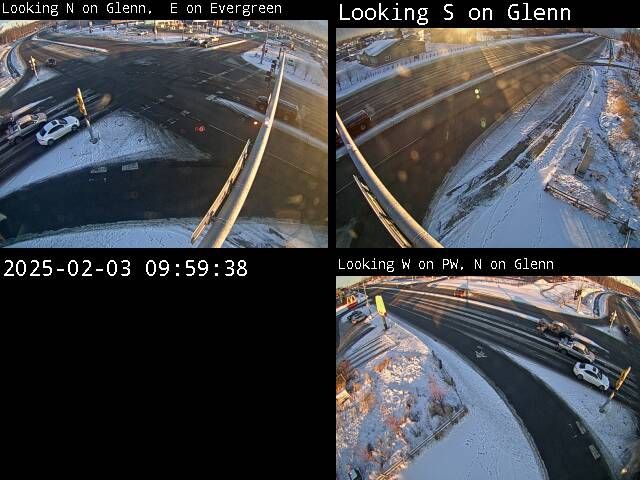 Looking N on Glenn,  E on Evergreen
Looking S on Glenn
2025-02-03 09:59:38
Looking W on PW, N on Glenn